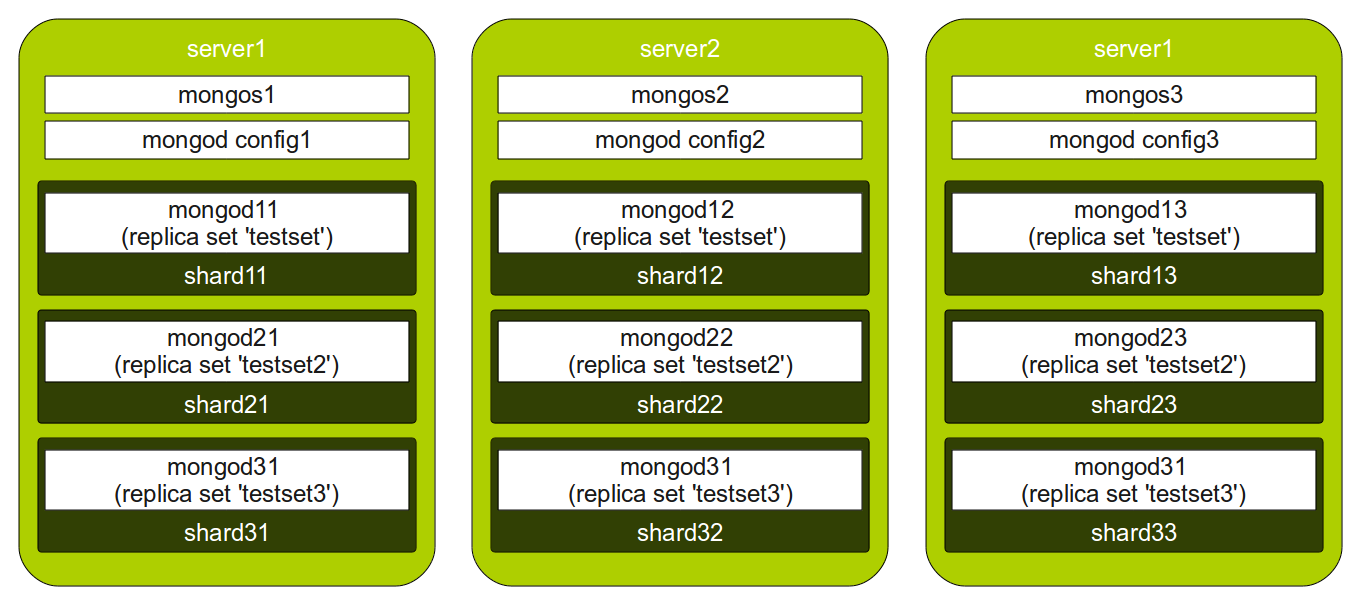 server1
mongos1
mongod config1
mongod11
(replica set 'testset')
shard11
mongod21
(replica set 'testset2')
shard21
mongod31
(replica set 'testset3')
shard31
server2
mongos2
mongod config2
mongod12
(replica set 'testset')
shard12
mongod22
(replica set 'testset2')
shard22
mongod31
(replica set 'testset3')
shard32
server1
mongos3
mongod config3
mongod13
(replica set 'testset')
shard13
mongod23
(replica set 'testset2')
shard23
mongod31
(replica set 'testset3')
shard33